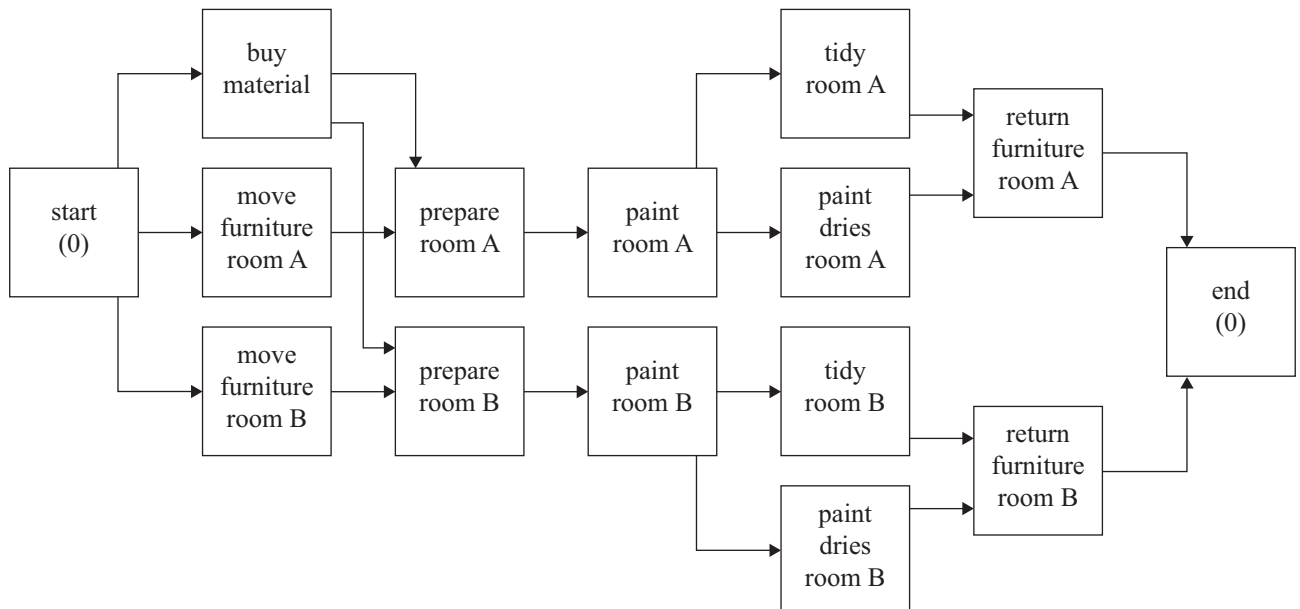 buy
material
tidy
room A
return
furniture
room A
start
(0)
move
furniture
room A
prepare
room A
paint
room A
paint
dries
room A
end
(0)
move
furniture
room B
prepare
room B
paint
room B
tidy
room B
return
furniture
room B
paint
dries
room B